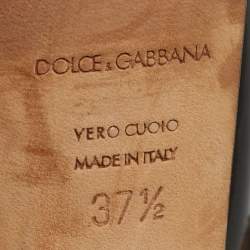 DOLCE & GABBANA
VERO CUOIO
MADE IN ITALY
37½